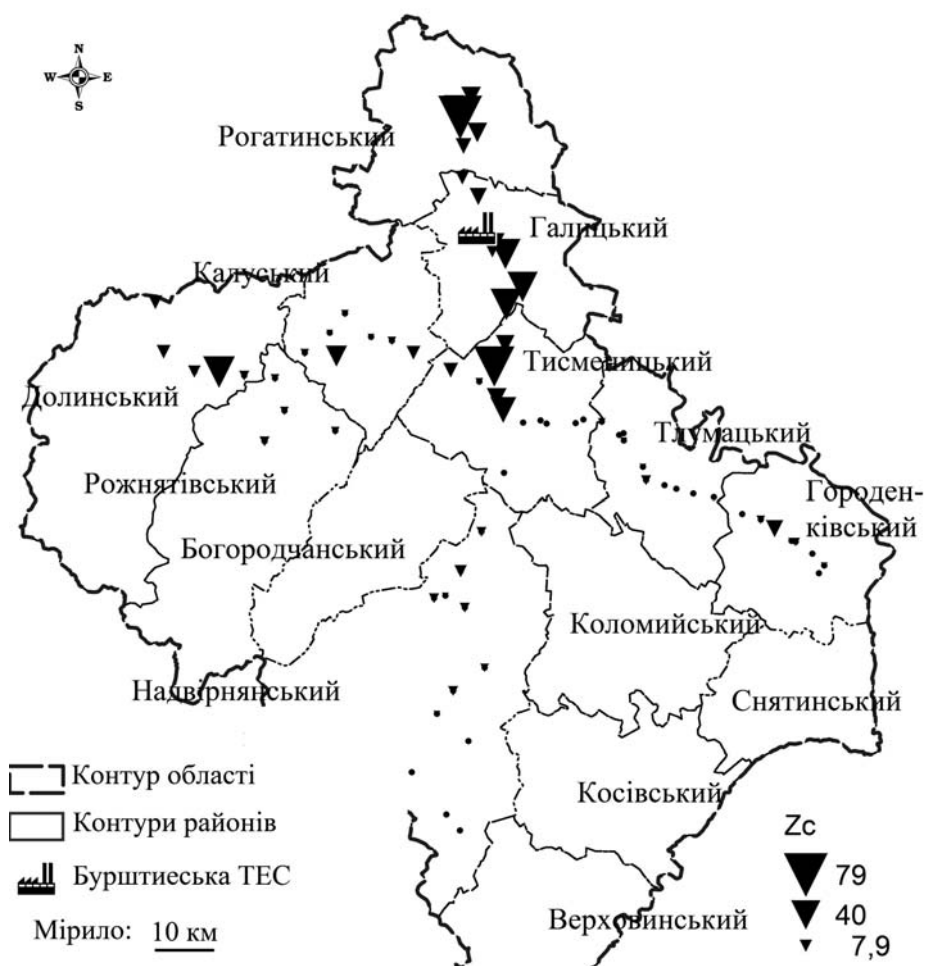 N
W E
S
Рогатинський
Галицький
Калуський
Тисменицький
Долинський
Тлумацький
Рожнятівський
Городен-
ківський
Богородчанський
Коломийський
Надвірнянський
Снятинський
Контур області
Косівський
Контури районів
Zc
Бурштиеська ТЕС
79
40
Верховинський
Мірило: 10 км
7,9